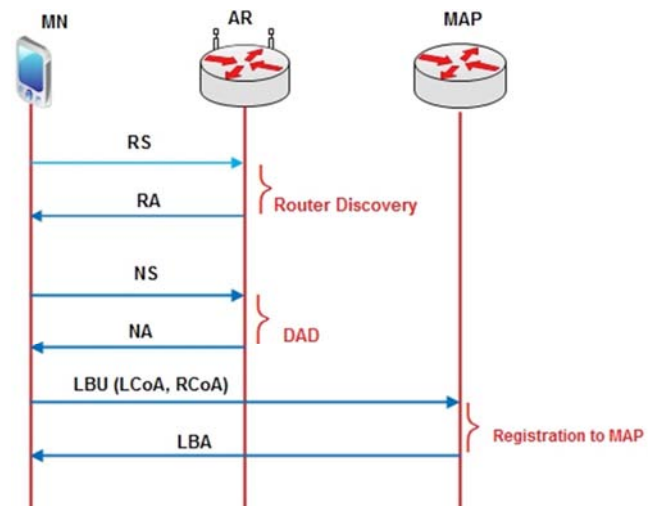 MN
AR
MAP
RS
RA
Router Discovery
NS
NA
DAD
LBU (LCoA, RCoA)
LBA
Registration to MAP